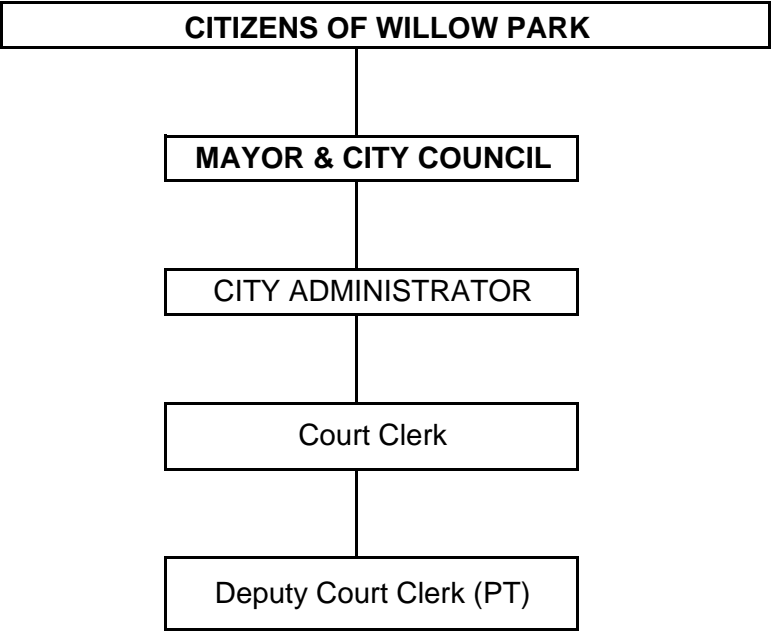 CITIZENS OF WILLOW PARK
MAYOR & CITY COUNCIL
CITY ADMINISTRATOR
Court Clerk
Deputy Court Clerk (PT)